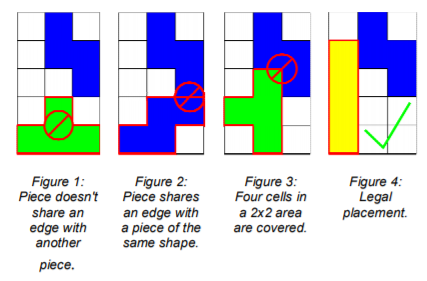 Figure 1:
Piece doesn't
share an
edge with
another
piece.
Figure 2:
Piece shares
an edge with
a piece of the
same shape.
Figure 3:
Four cells in
a 2x2 area
are covered.
Figure 4:
Legal
placement.